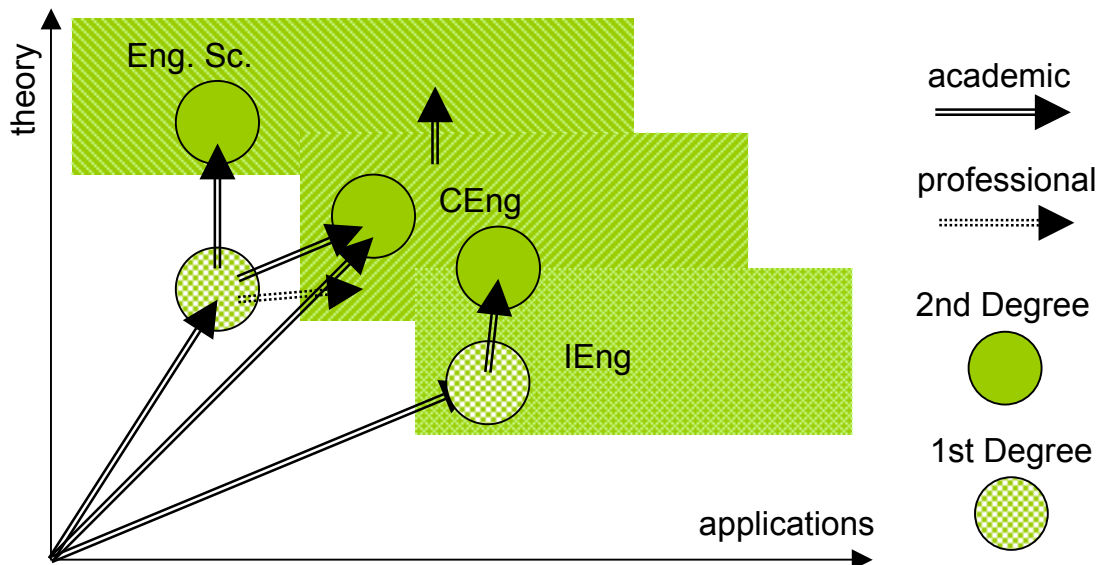 theory
Eng. Sc.
CEng
IEng
applications
academic
professional
2nd Degree
1st Degree